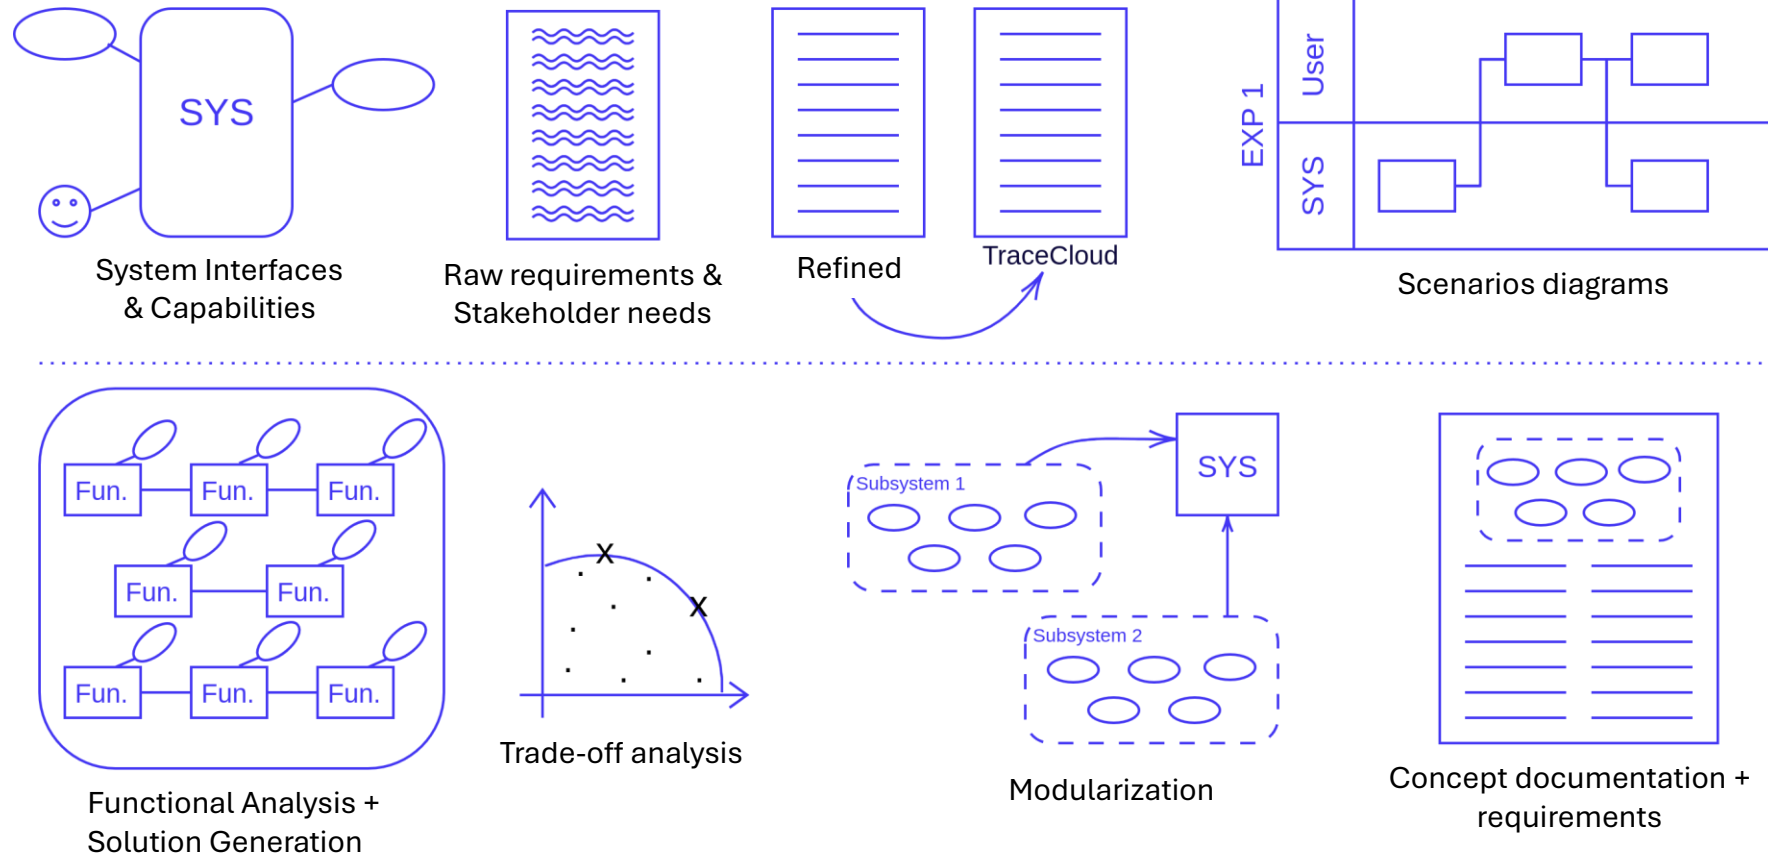 SYS
System Interfaces
& Capabilities
Raw requirements &
Stakeholder needs
Refined
TraceCloud
EXP 1
User
SYS
Scenarios diagrams
Fun.
Fun.
Fun.
Fun.
Fun.
Fun.
Fun.
Fun.
Functional Analysis +
Solution Generation
X
X
Trade-off analysis
SYS
Subsystem 1
Subsystem 2
Modularization
Concept documentation +
requirements